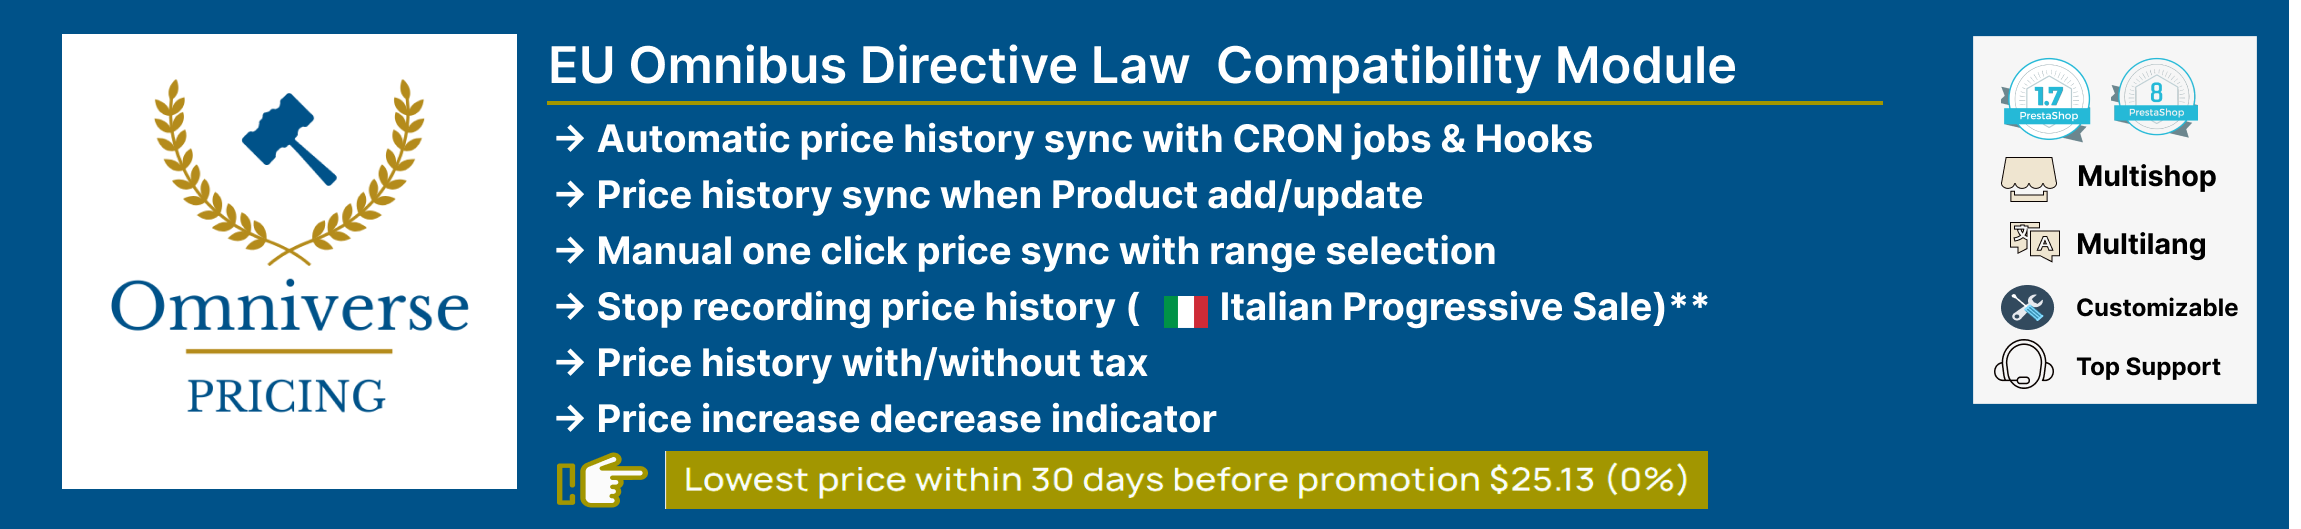 Omniverse
PRICING
EU Omnibus Directive Law Compatibility Module
→ Automatic price history sync with CRON jobs & Hooks
→ Price history sync when Product add/update
→ Manual one click price sync with range selection
→ Stop recording price history ( Italian Progressive Sale)**
→ Price history with/without tax
→ Price increase decrease indicator
Lowest price within 30 days before promotion $25.13 (0%)
1.7
PrestaShop
8
PrestaShop
Multishop
文 A
Multilang
Customizable
Top Support